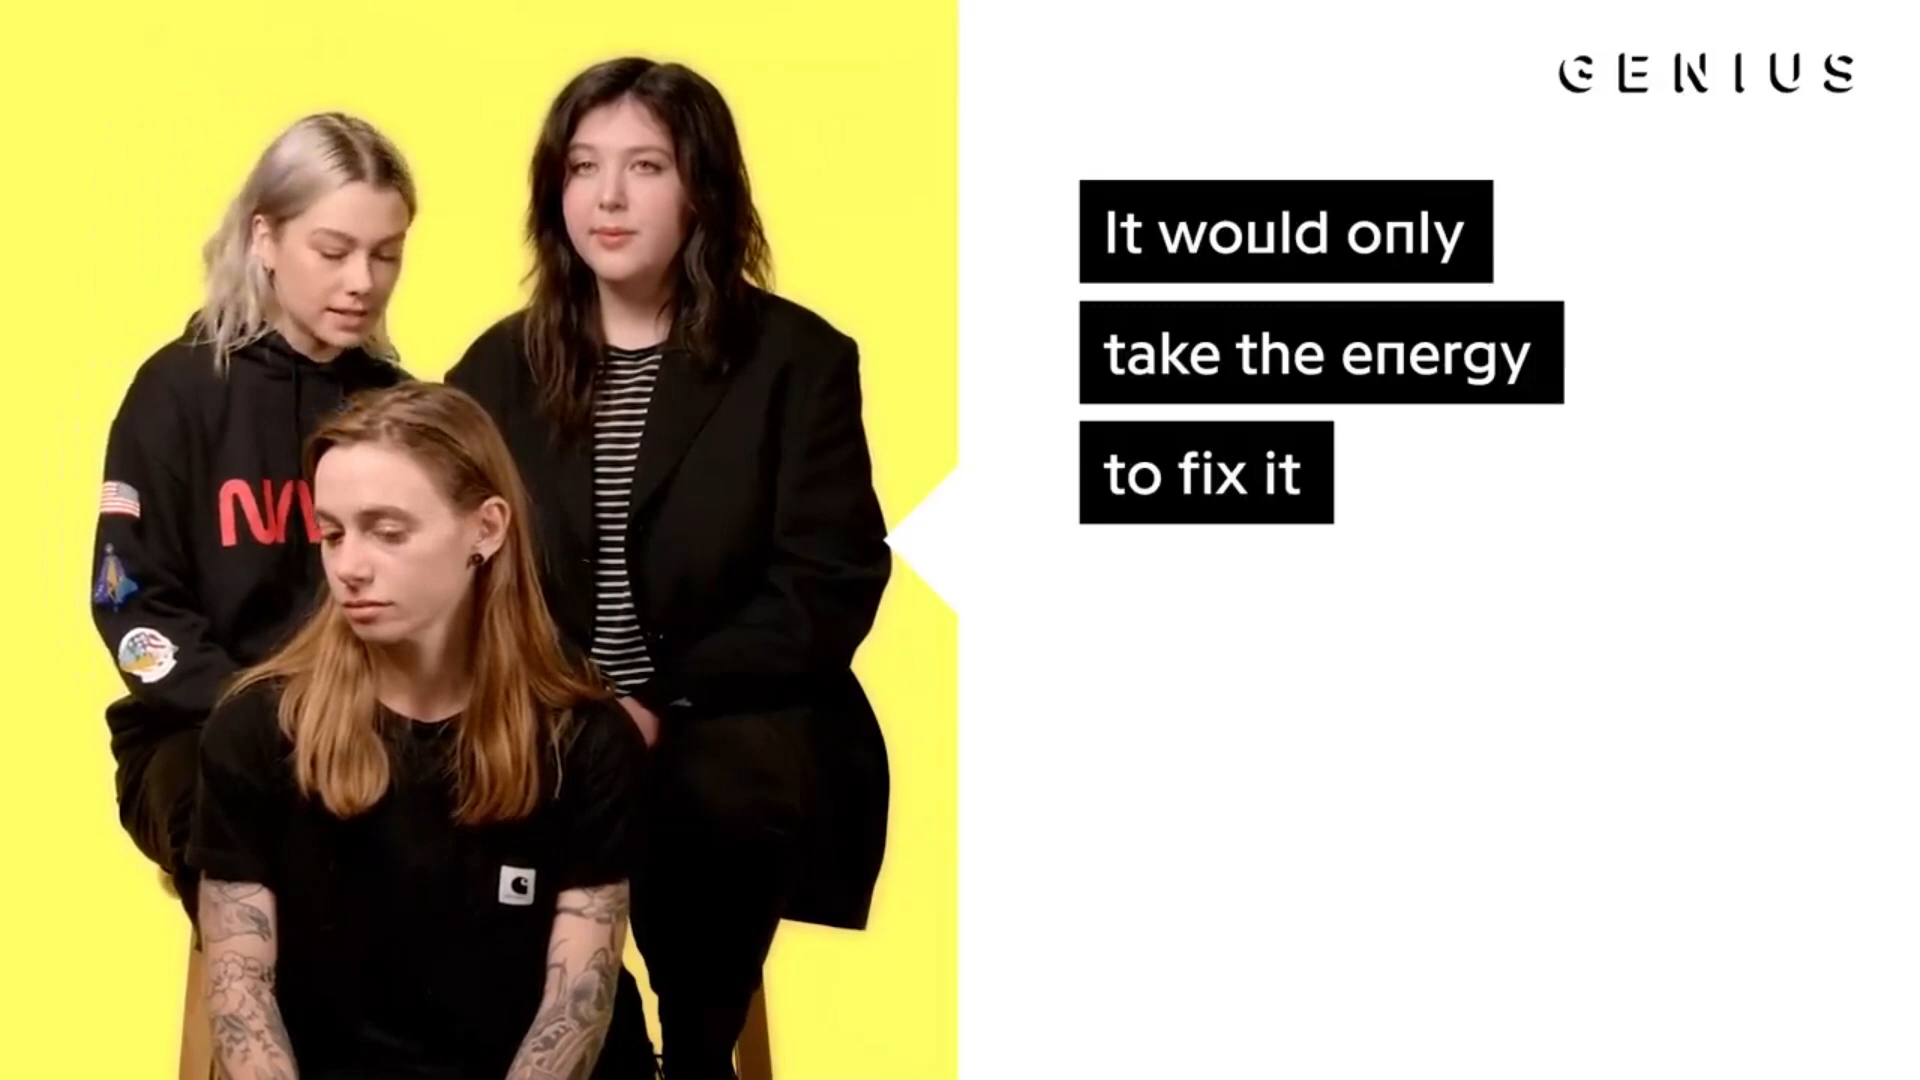 GENIUS
It would only
take the energy
to fix it